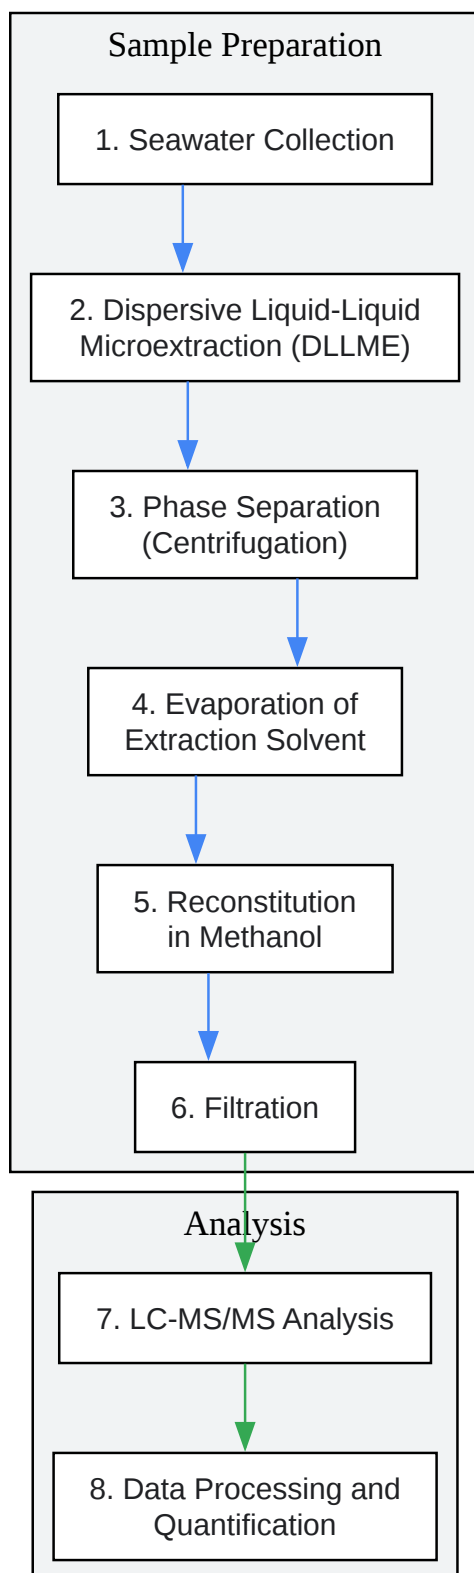 Sample Preparation
1. Seawater Collection
2. Dispersive Liquid-Liquid
Microextraction (DLLME)
3. Phase Separation
(Centrifugation)
4. Evaporation of
Extraction Solvent
5. Reconstitution
in Methanol
6. Filtration
Analysis
7. LC-MS/MS Analysis
8. Data Processing and
Quantification